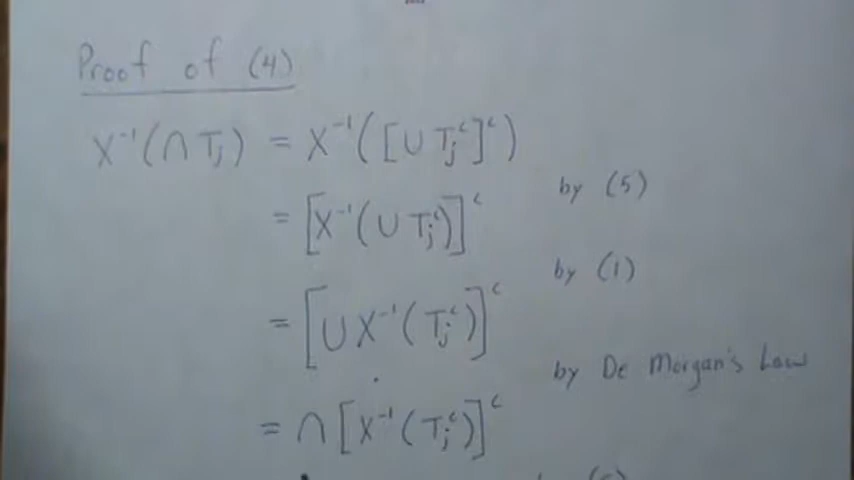 Proof of (4)
X⁻¹(∩ Tⱼ) = X⁻¹([∪ Tⱼᶜ]ᶜ)
by (5)
= [X⁻¹(∪ Tⱼᶜ)]ᶜ
by (1)
= [∪ X⁻¹(Tⱼᶜ)]ᶜ
by De Morgan's Law
= ∩ [X⁻¹(Tⱼᶜ)]ᶜ